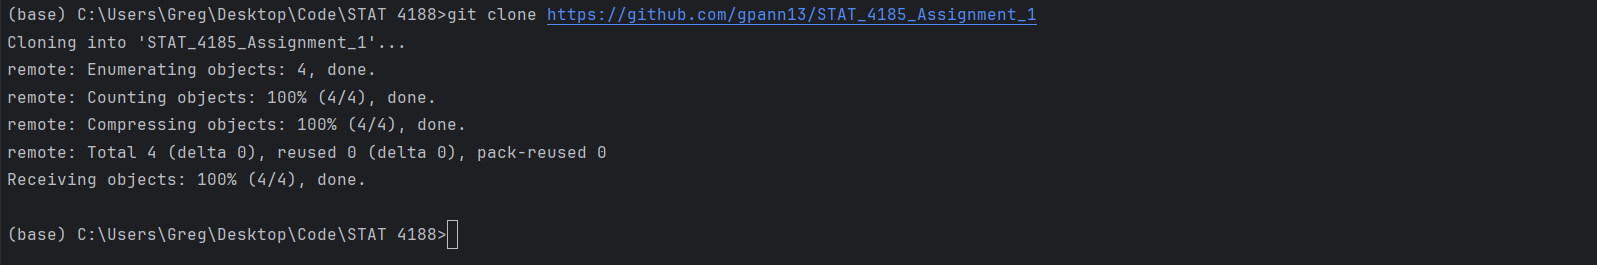 (base) C:\Users\Greg\Desktop\Code\STAT 4188>git clone https://github.com/gpann13/STAT_4185_Assignment_1
Cloning into 'STAT_4185_Assignment_1'...
remote: Enumerating objects: 4, done.
remote: Counting objects: 100% (4/4), done.
remote: Compressing objects: 100% (4/4), done.
remote: Total 4 (delta 0), reused 0 (delta 0), pack-reused 0
Receiving objects: 100% (4/4), done.
(base) C:\Users\Greg\Desktop\Code\STAT 4188>